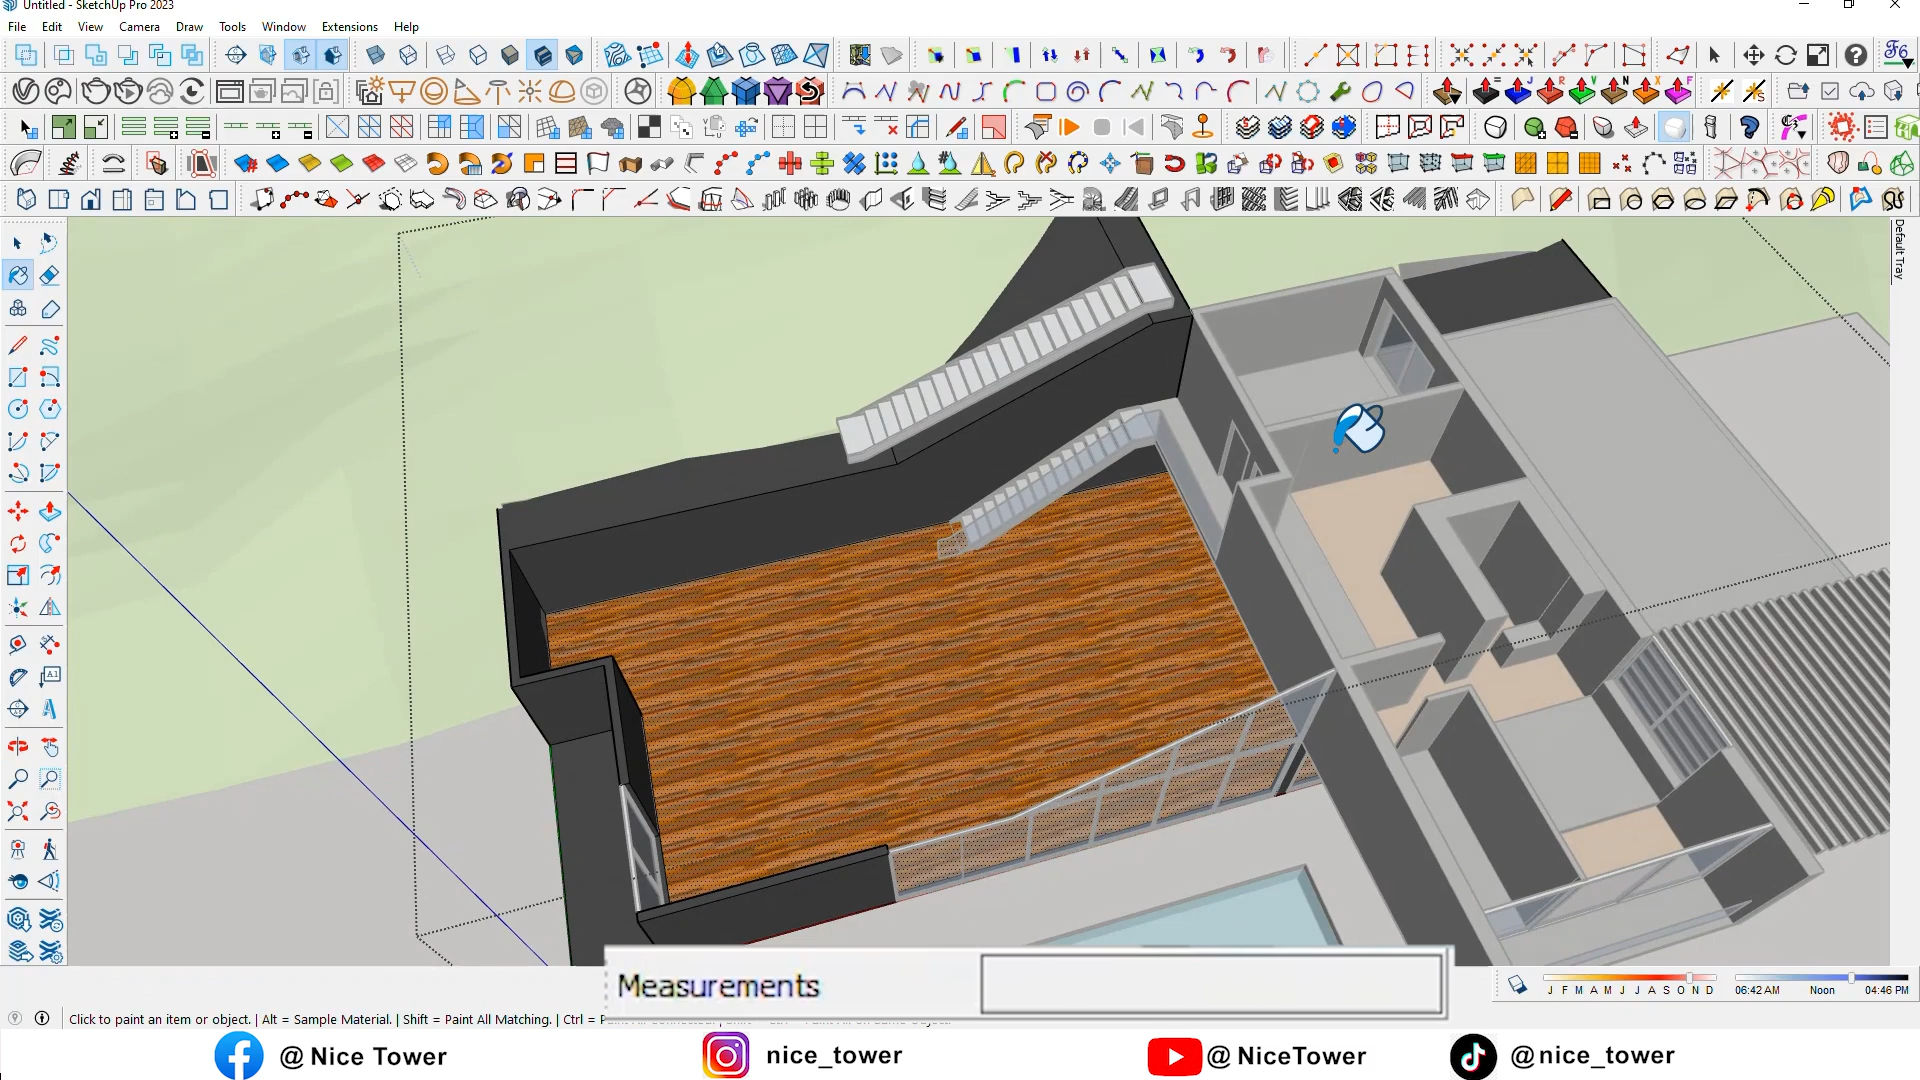 Untitled - SketchUp Pro 2023
File Edit View Camera Draw Tools Window Extensions Help
Default Tray
Measurements
J F M A M J J A S O N D
06:42 AM Noon 04:46 PM
Click to paint an item or object. | Alt = Sample Material. | Shift = Paint All Matching. | Ctrl =
@ Nice Tower
nice_tower
@ NiceTower
@nice_tower